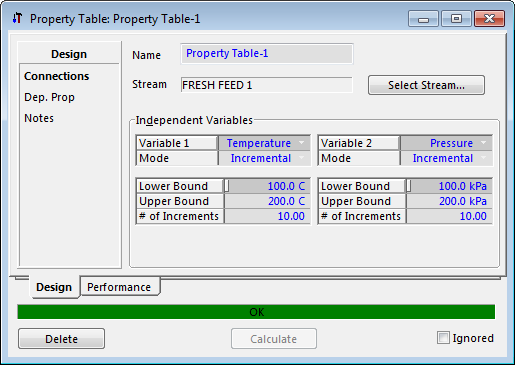 Property Table: Property Table-1
Design
Connections
Dep. Prop
Notes
Name Property Table-1
Stream FRESH FEED 1 Select Stream...
Independent Variables
Variable 1 Temperature Variable 2 Pressure
Mode Incremental Mode Incremental
Lower Bound 100.0 C Lower Bound 100.0 kPa
Upper Bound 200.0 C Upper Bound 200.0 kPa
# of Increments 10.00 # of Increments 10.00
Design Performance
OK
Delete Calculate Ignored